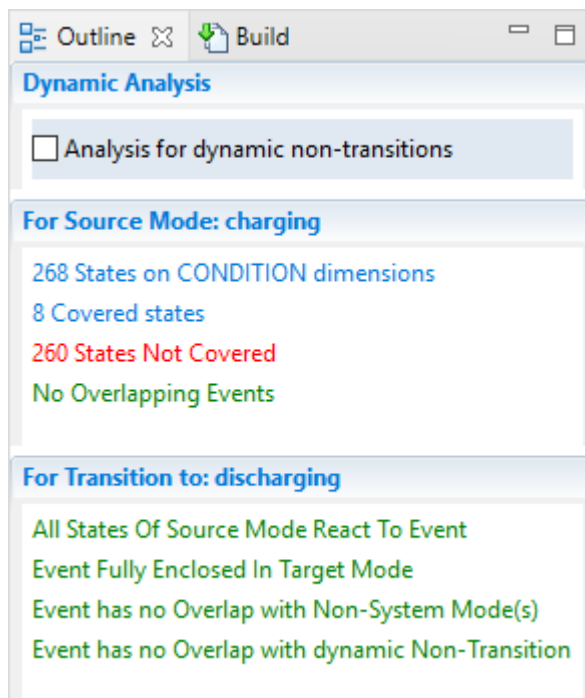 Outline
Build
Dynamic Analysis
Analysis for dynamic non-transitions
For Source Mode: charging
268 States on CONDITION dimensions
8 Covered states
260 States Not Covered
No Overlapping Events
For Transition to: discharging
All States Of Source Mode React To Event
Event Fully Enclosed In Target Mode
Event has no Overlap with Non-System Mode(s)
Event has no Overlap with dynamic Non-Transition